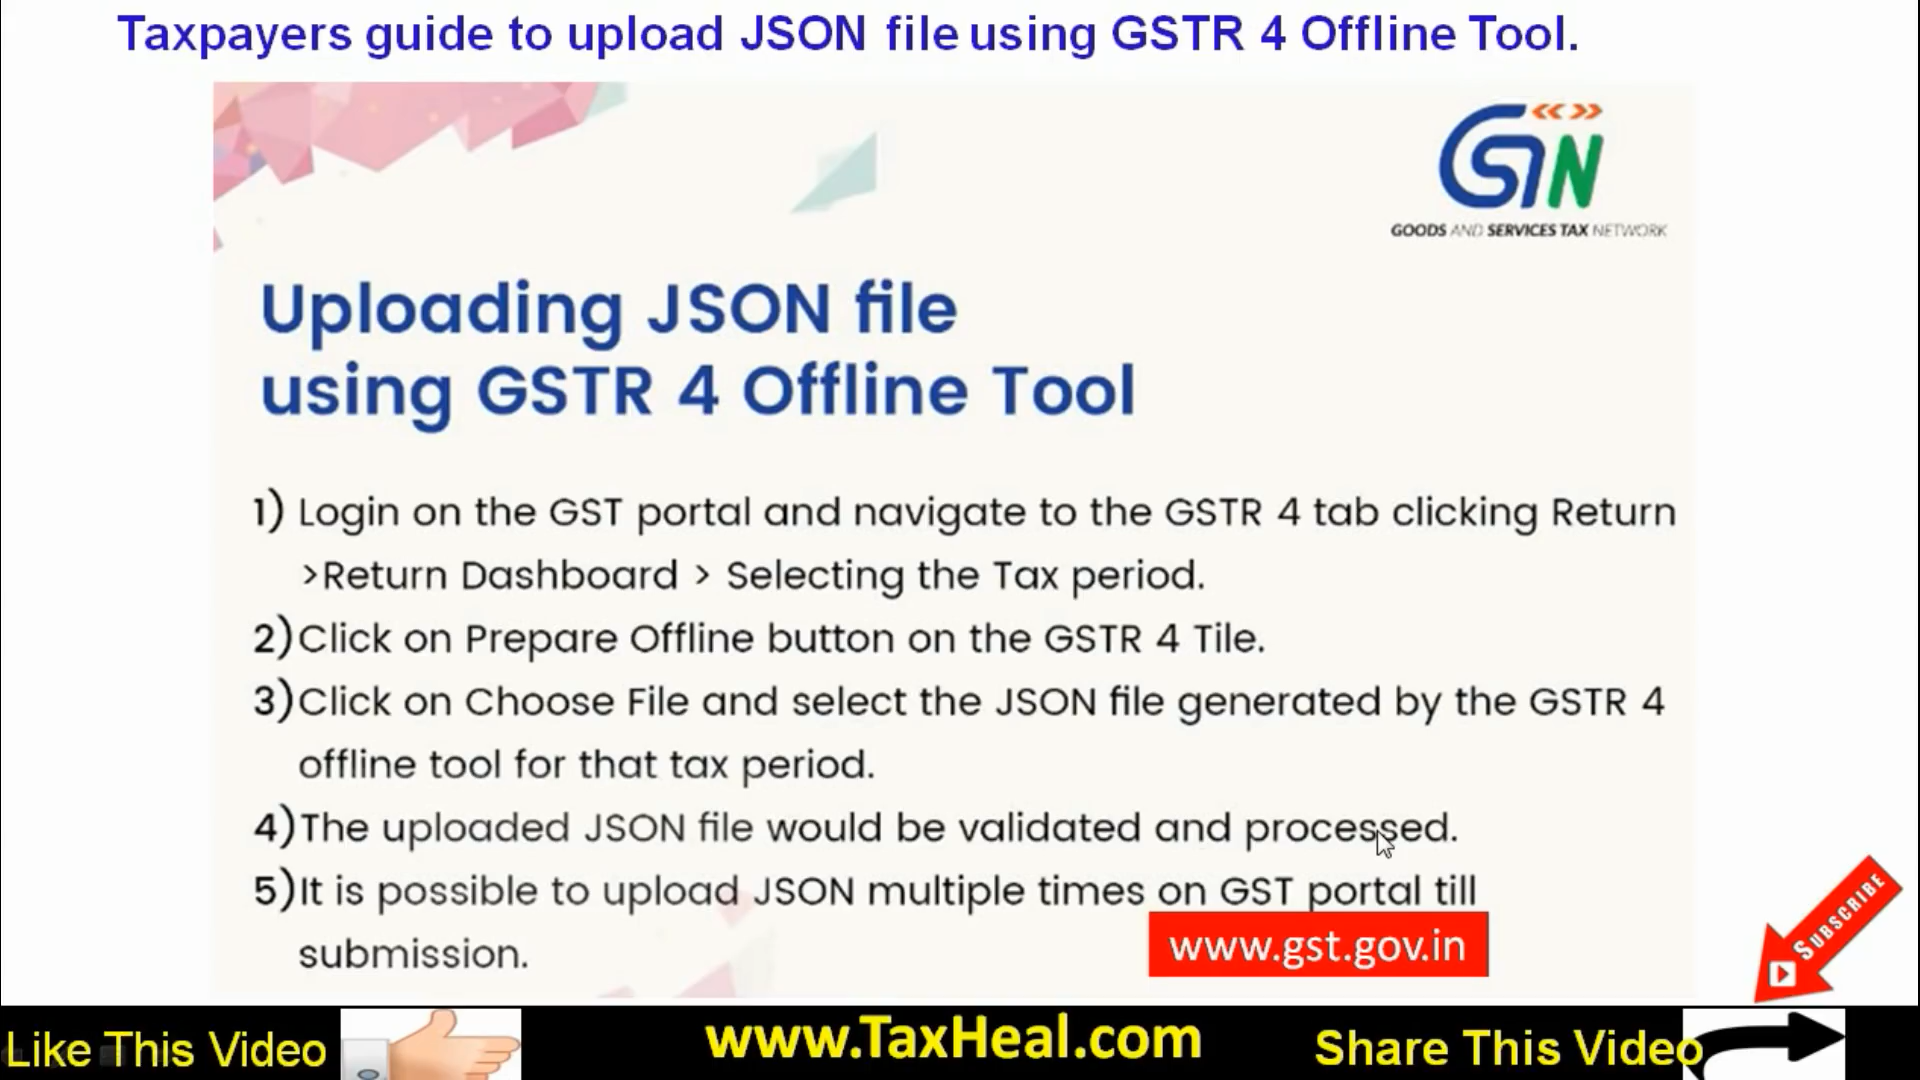 Taxpayers guide to upload JSON file using GSTR 4 Offline Tool.
GSTN
GOODS AND SERVICES TAX NETWORK
Uploading JSON file
using GSTR 4 Offline Tool
1) Login on the GST portal and navigate to the GSTR 4 tab clicking Return
>Return Dashboard > Selecting the Tax period.
2)Click on Prepare Offline button on the GSTR 4 Tile.
3)Click on Choose File and select the JSON file generated by the GSTR 4
offline tool for that tax period.
4)The uploaded JSON file would be validated and processed.
5)It is possible to upload JSON multiple times on GST portal till
submission.
www.gst.gov.in
SUBSCRIBE
Like This Video
www.TaxHeal.com
Share This Video